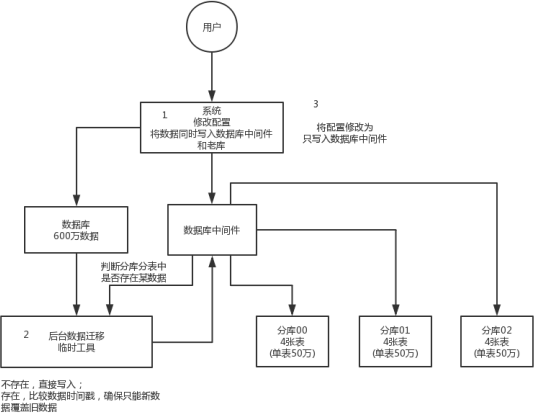 用户
1
系统
修改配置
将数据同时写入数据库中间件
和老库
3
将配置修改为
只写入数据库中间件
数据库
600万数据
数据库中间件
判断分库分表中
是否存在某数据
2
后台数据迁移
临时工具
分库00
4张表
(单表50万)
分库01
4张表
(单表50万)
分库02
4张表
(单表50万)
不存在，直接写入；
存在，比较数据时间戳，确保只能新数
据覆盖旧数据